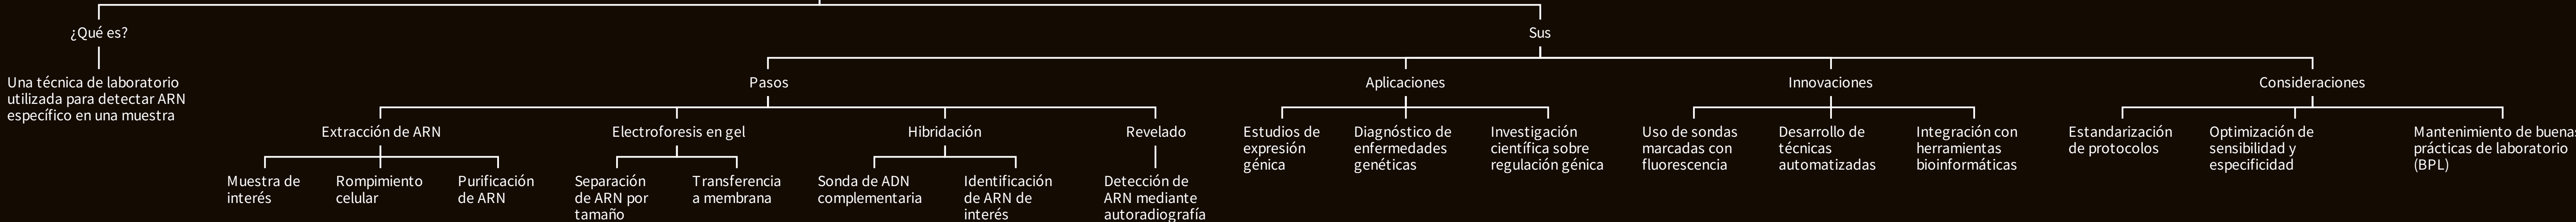 ¿Qué es?
Sus
Una técnica de laboratorio
utilizada para detectar ARN
específico en una muestra
Pasos
Aplicaciones
Innovaciones
Consideraciones
Extracción de ARN
Electroforesis en gel
Hibridación
Revelado
Estudios de
expresión
génica
Diagnóstico de
enfermedades
genéticas
Investigación
científica sobre
regulación génica
Uso de sondas
marcadas con
fluorescencia
Desarrollo de
técnicas
automatizadas
Integración con
herramientas
bioinformáticas
Estandarización
de protocolos
Optimización de
sensibilidad y
especificidad
Mantenimiento de buenas
prácticas de laboratorio
(BPL)
Muestra de
interés
Rompimiento
celular
Purificación
de ARN
Separación
de ARN por
tamaño
Transferencia
a membrana
Sonda de ADN
complementaria
Identificación
de ARN de
interés
Detección de
ARN mediante
autoradiografía